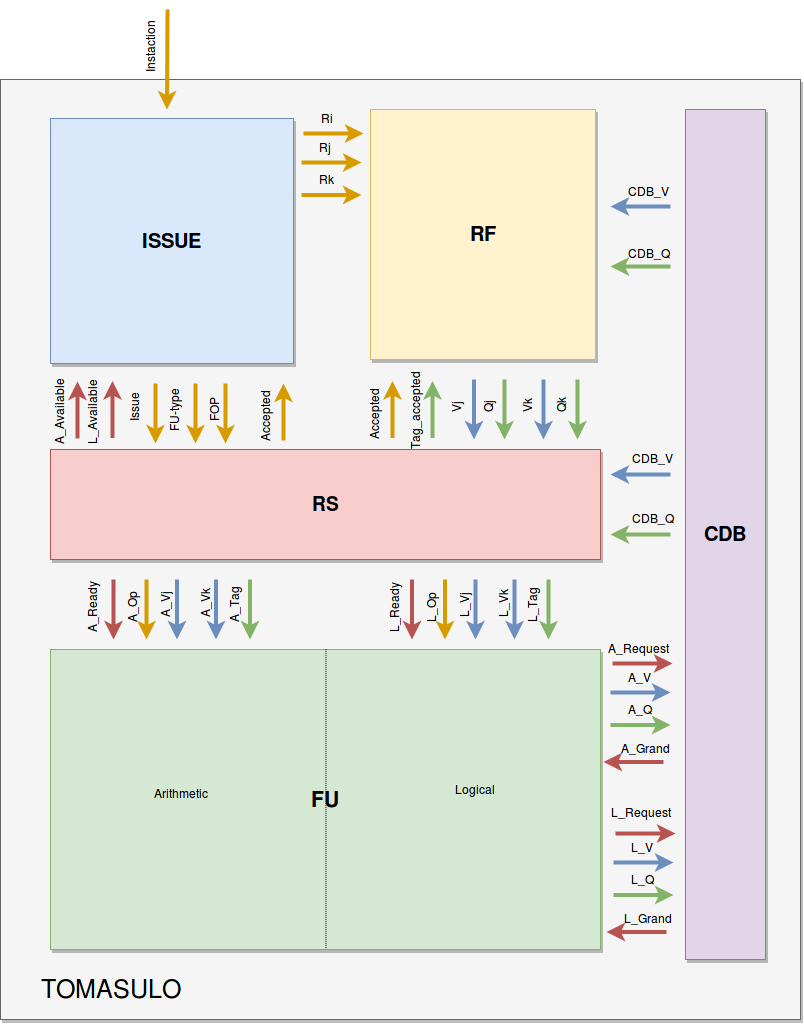 Instaction
Ri
Rj
Rk
ISSUE
RF
CDB_V
CDB_Q
A_Available
L_Available
Issue
FU-type
FOP
Accepted
Accepted
Tag_accepted
Vj
Qj
Vk
Qk
RS
CDB_V
CDB_Q
CDB
A_Ready
A_Op
A_Vj
A_Vk
A_Tag
L_Ready
L_Op
L_Vj
L_Vk
L_Tag
A_Request
A_V
A_Q
A_Grand
Arithmetic
FU
Logical
L_Request
L_V
L_Q
L_Grand
TOMASULO